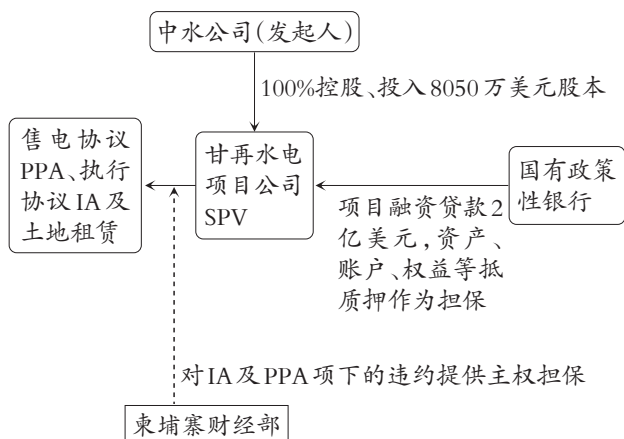 中水公司(发起人)
100%控股、投入8050万美元股本
售电协议
PPA、执行
协议IA及
土地租赁
甘再水电
项目公司
SPV
国有政策
性银行
项目融资贷款2
亿美元，资产、
账户、权益等抵
质押作为担保
对IA及PPA项下的违约提供主权担保
柬埔寨财经部